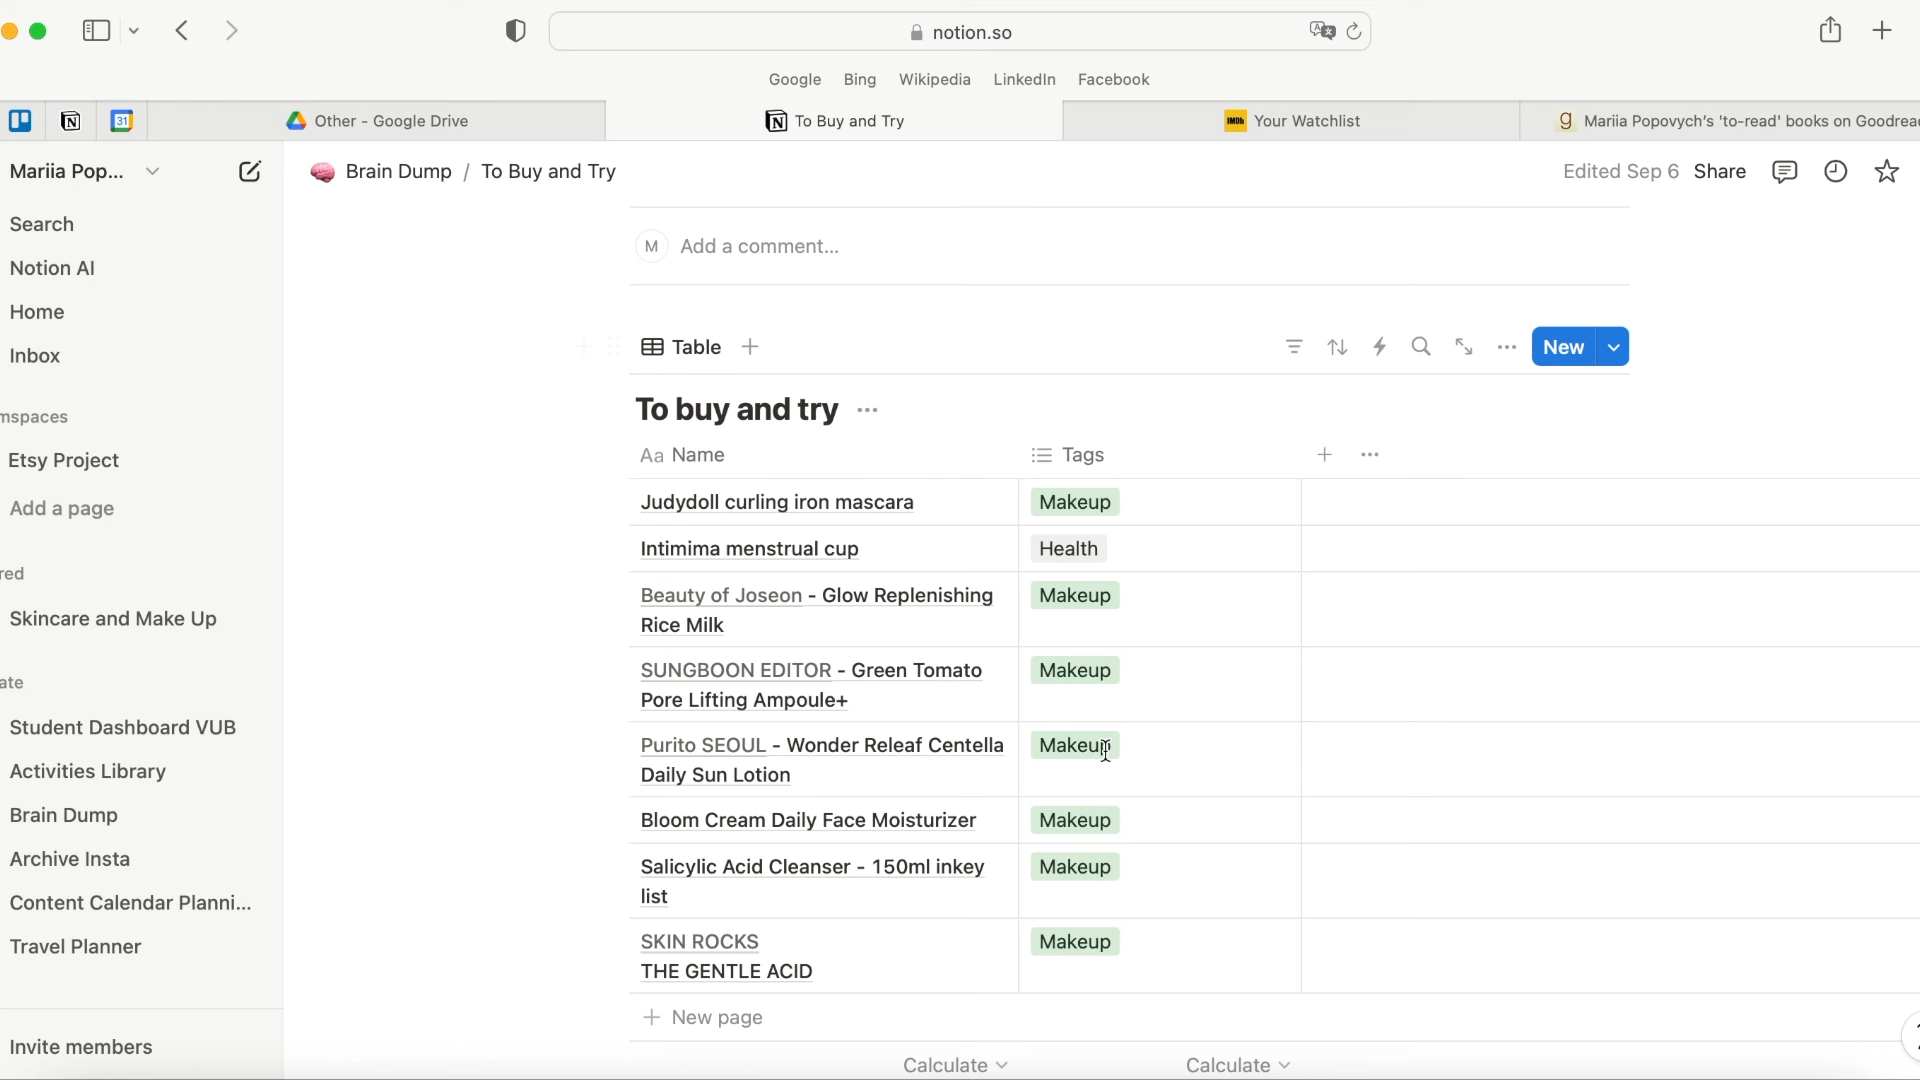 notion.so
Google Bing Wikipedia LinkedIn Facebook
31 Other - Google Drive To Buy and Try IMDb Your Watchlist g Mariia Popovych's 'to-read' books on Goodrea
Mariia Pop...
Brain Dump / To Buy and Try
Edited Sep 6 Share
Search
Notion AI
Home
Inbox
mspaces
Etsy Project
Add a page
red
Skincare and Make Up
ate
Student Dashboard VUB
Activities Library
Brain Dump
Archive Insta
Content Calendar Planni...
Travel Planner
Invite members
M Add a comment...
Table
New
To buy and try
Aa Name Tags
Judydoll curling iron mascara Makeup
Intimima menstrual cup Health
Beauty of Joseon - Glow Replenishing
Rice Milk
Makeup
SUNGBOON EDITOR - Green Tomato
Pore Lifting Ampoule+
Makeup
Purito SEOUL - Wonder Releaf Centella
Daily Sun Lotion
Makeup
Bloom Cream Daily Face Moisturizer Makeup
Salicylic Acid Cleanser - 150ml inkey
list
Makeup
SKIN ROCKS
THE GENTLE ACID
Makeup
+ New page
Calculate Calculate